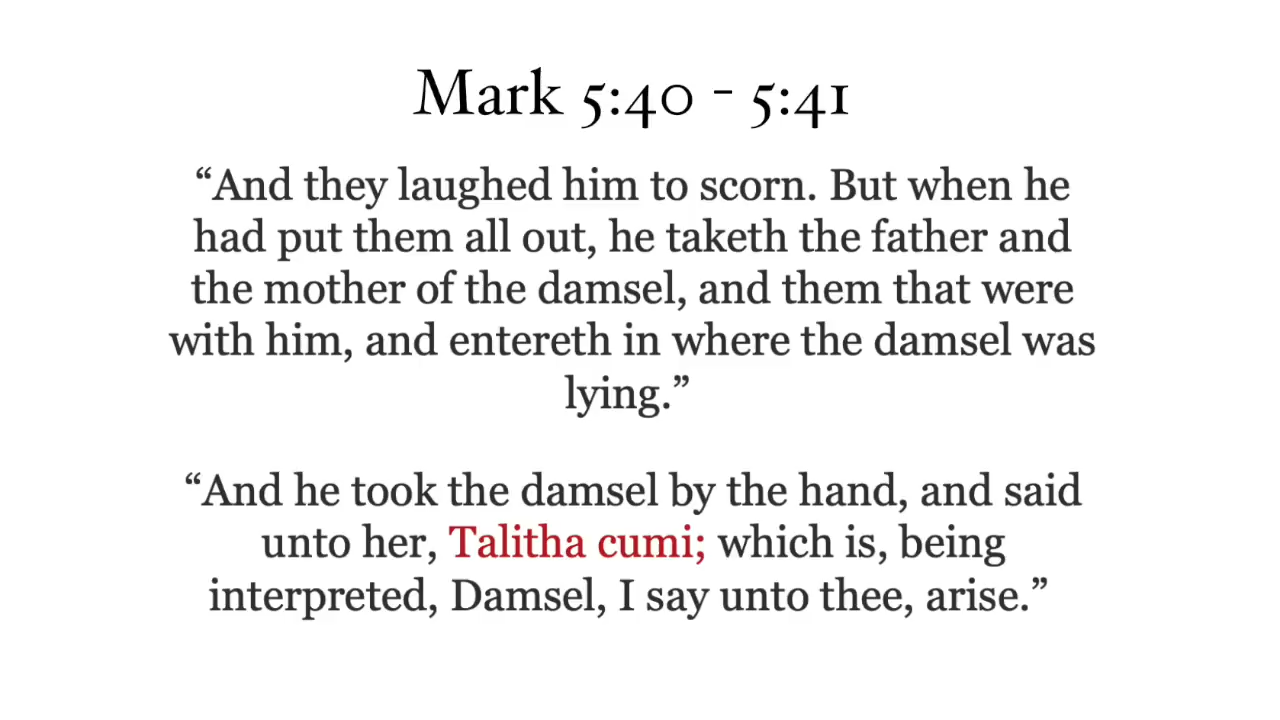 Mark 5:40 - 5:41
“And they laughed him to scorn. But when he
had put them all out, he taketh the father and
the mother of the damsel, and them that were
with him, and entereth in where the damsel was
lying.”
“And he took the damsel by the hand, and said
unto her, Talitha cumi; which is, being
interpreted, Damsel, I say unto thee, arise.”